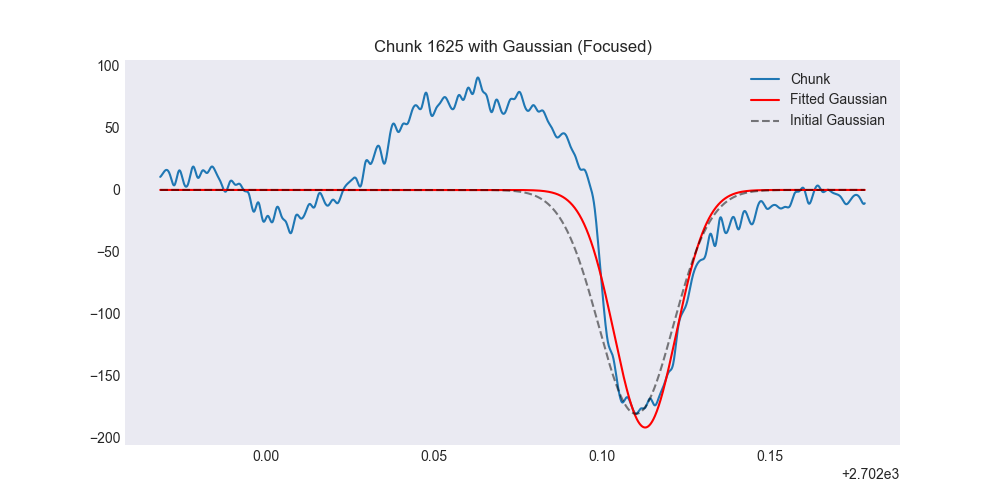 Chunk 1625 with Gaussian (Focused)
100
50
0
−50
−100
−150
−200
Chunk
Fitted Gaussian
Initial Gaussian
0.00 0.05 0.10 0.15
+2.702e3